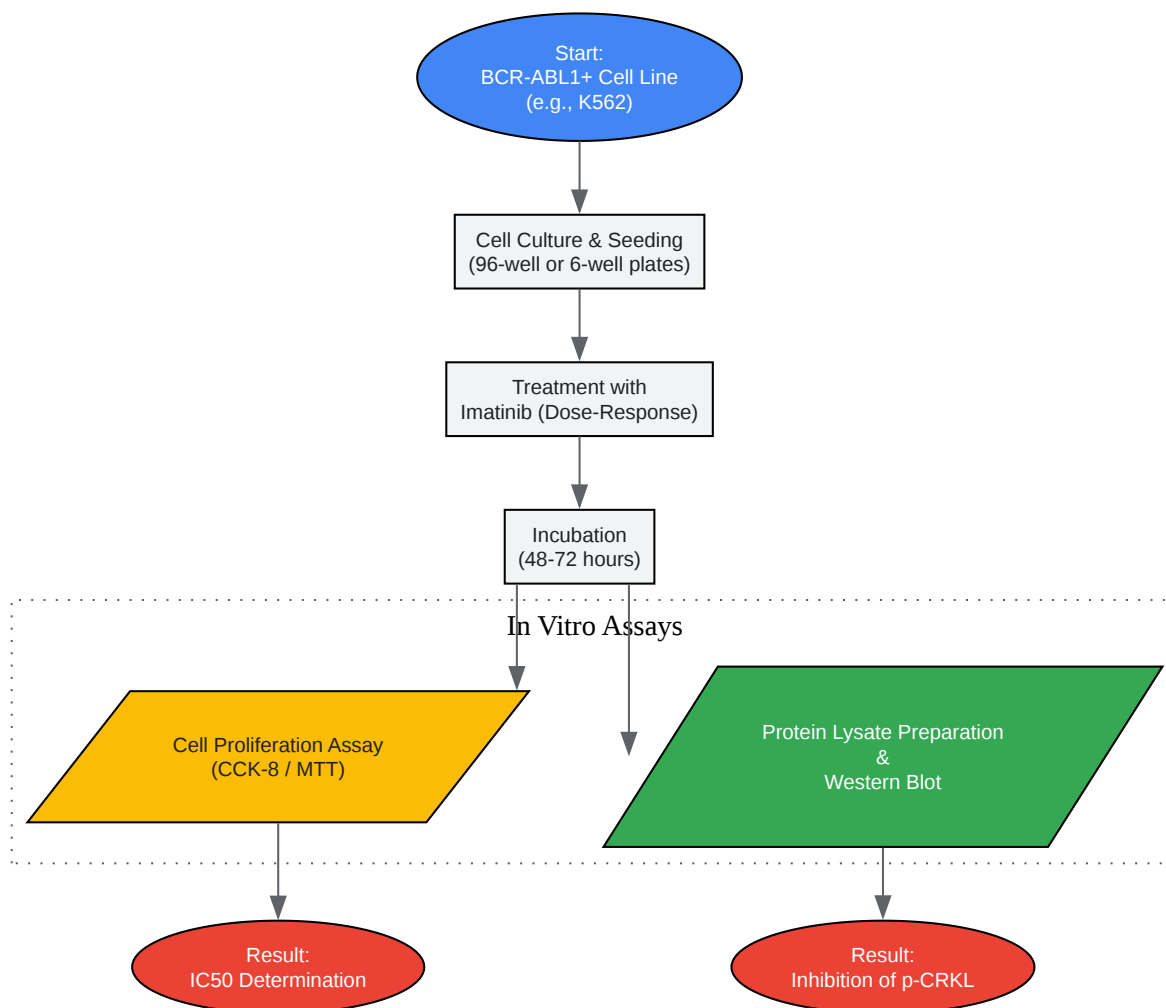 Start:
BCR-ABL1+ Cell Line
(e.g., K562)
Cell Culture & Seeding
(96-well or 6-well plates)
Treatment with
Imatinib (Dose-Response)
Incubation
(48-72 hours)
In Vitro Assays
Cell Proliferation Assay
(CCK-8 / MTT)
Protein Lysate Preparation
&
Western Blot
Result:
IC50 Determination
Result:
Inhibition of p-CRKL